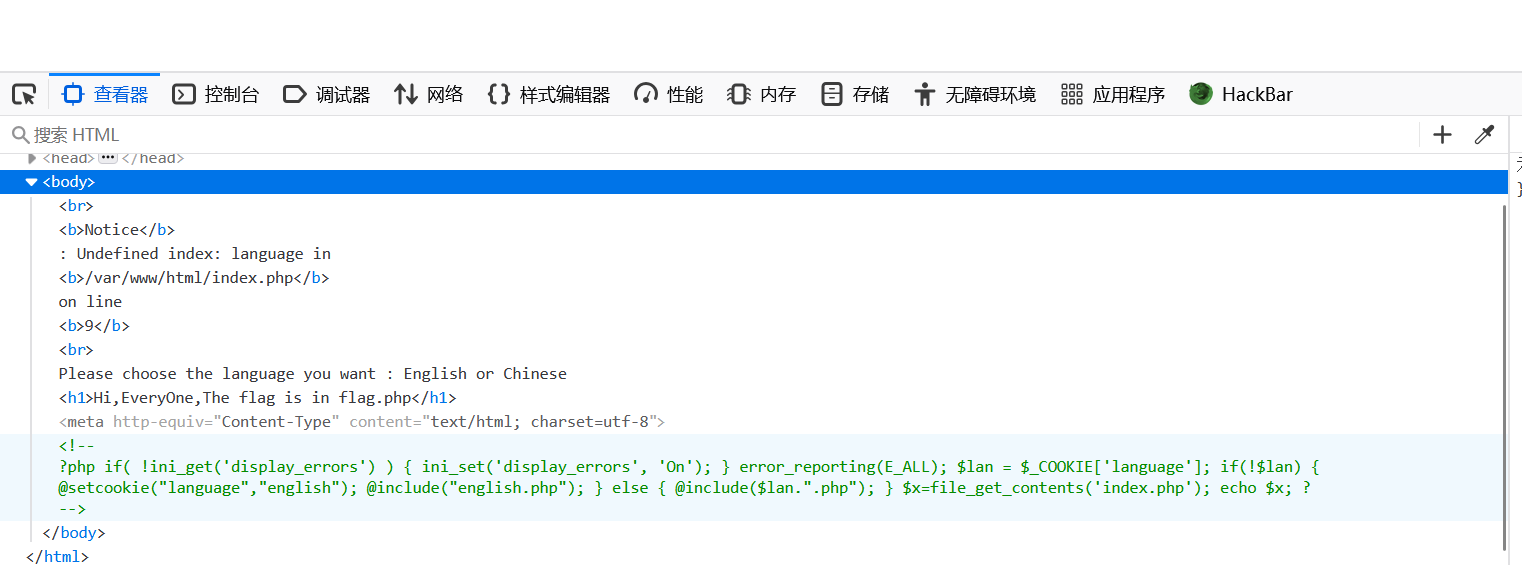 查看器 控制台 调试器 网络 样式编辑器 性能 内存 存储 无障碍环境 应用程序 HackBar
搜索 HTML
<head> ••• </head>
<body>
<br>
<b>Notice</b>
: Undefined index: language in
<b>/var/www/html/index.php</b>
on line
<b>9</b>
<br>
Please choose the language you want : English or Chinese
<h1>Hi,EveryOne,The flag is in flag.php</h1>
<meta http-equiv="Content-Type" content="text/html; charset=utf-8">
<!--
?php if( !ini_get('display_errors') ) { ini_set('display_errors', 'On'); } error_reporting(E_ALL); $lan = $_COOKIE['language']; if(!$lan) {
@setcookie("language","english"); @include("english.php"); } else { @include($lan.".php"); } $x=file_get_contents('index.php'); echo $x; ?
-->
</body>
</html>
}